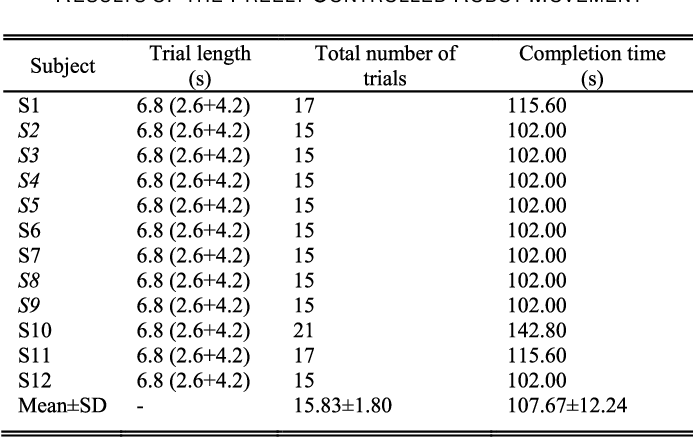 RESULTS OF THE FREELY CONTROLLED ROBOT MOVEMENT
Subject Trial length (s) Total number of trials Completion time (s)
S1 6.8 (2.6+4.2) 17 115.60
S2 6.8 (2.6+4.2) 15 102.00
S3 6.8 (2.6+4.2) 15 102.00
S4 6.8 (2.6+4.2) 15 102.00
S5 6.8 (2.6+4.2) 15 102.00
S6 6.8 (2.6+4.2) 15 102.00
S7 6.8 (2.6+4.2) 15 102.00
S8 6.8 (2.6+4.2) 15 102.00
S9 6.8 (2.6+4.2) 15 102.00
S10 6.8 (2.6+4.2) 21 142.80
S11 6.8 (2.6+4.2) 17 115.60
S12 6.8 (2.6+4.2) 15 102.00
Mean±SD - 15.83±1.80 107.67±12.24